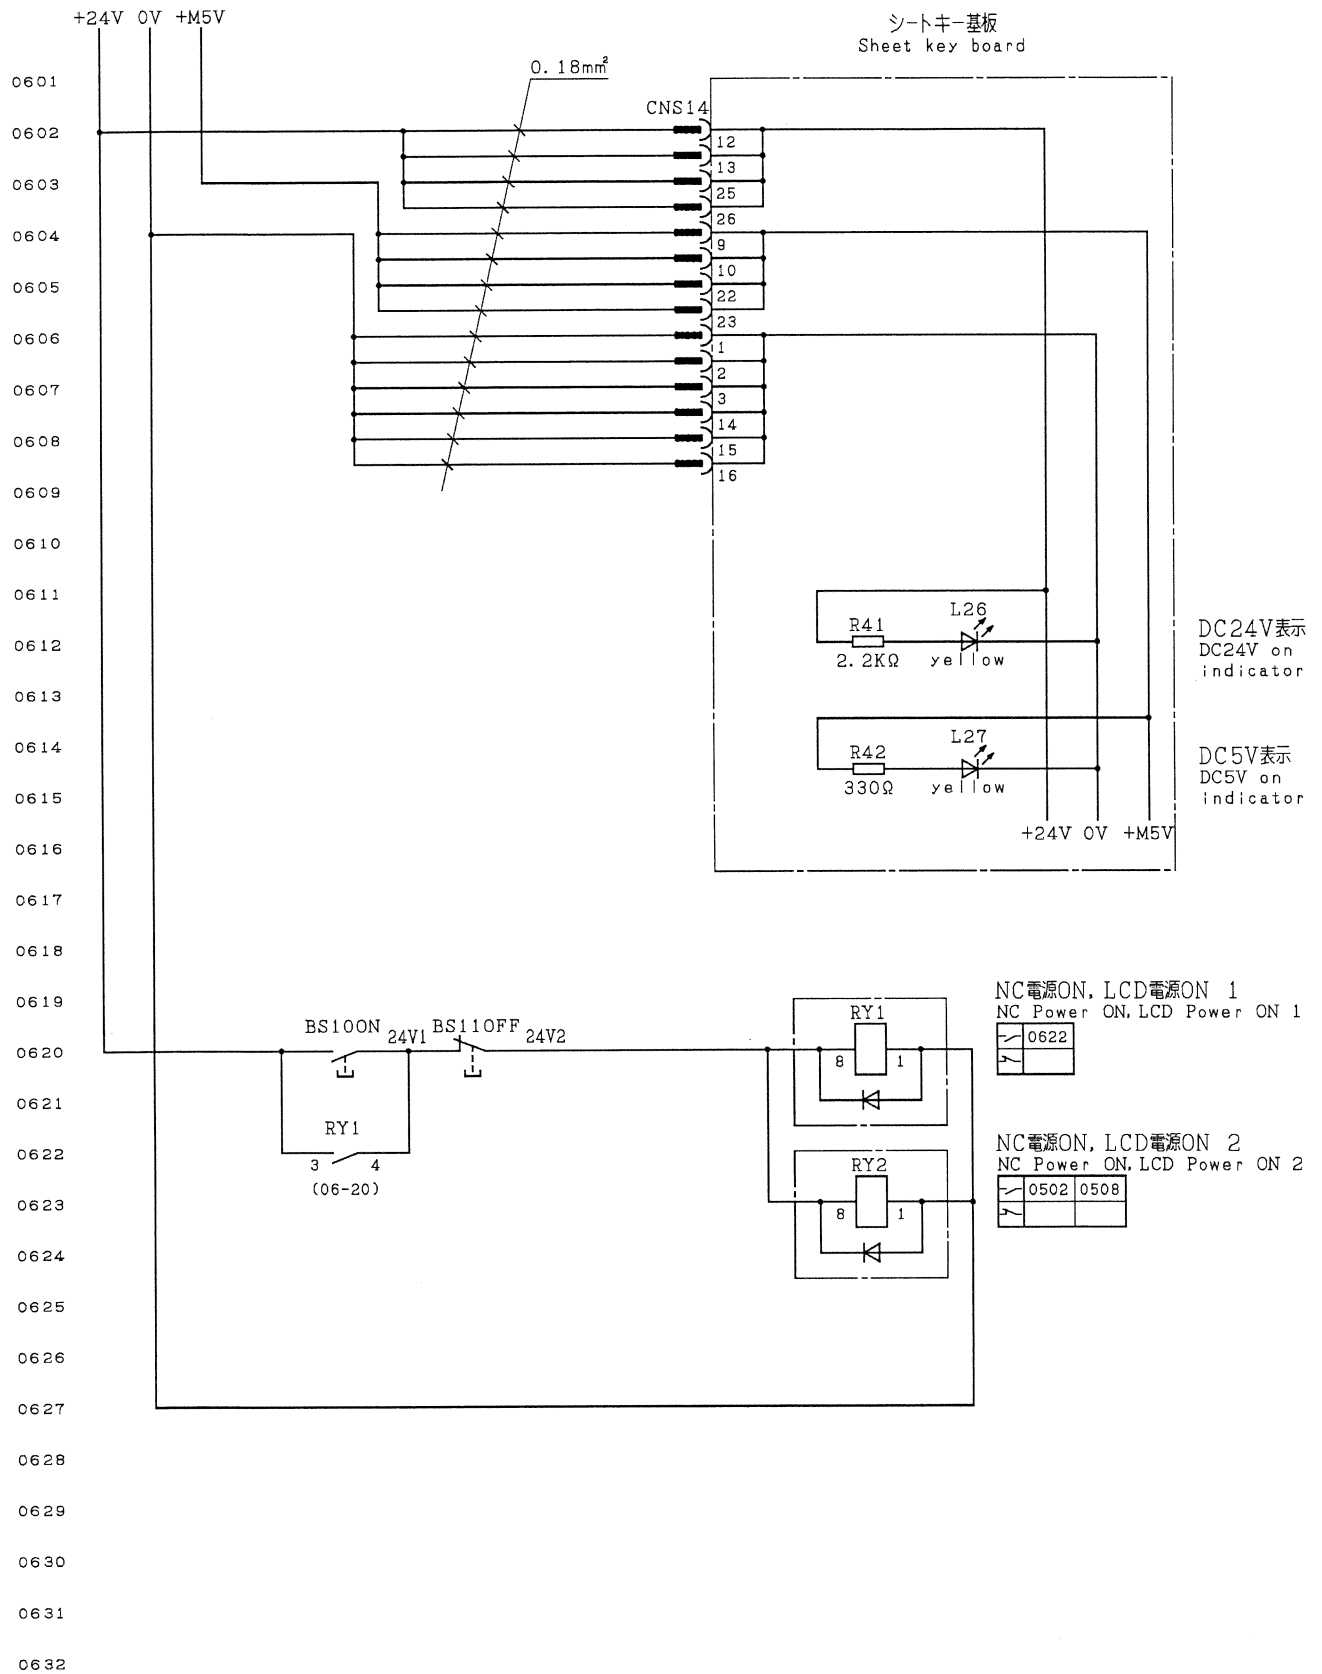 +24V 0V +M5V
シートキー基板
Sheet key board
0.18mm²
0601
CNS14
0602
12
13
0603
25
26
0604
9
10
0605
22
23
0606
1
2
0607
3
14
0608
15
16
0609
0610
0611
L26
R41
DC24V表示
0612
DC24V on
2.2KΩ yellow
indicator
0613
L27
0614
R42
DC5V表示
DC5V on
330Ω yellow
0615
indicator
+24V 0V +M5V
0616
0617
0618
NC電源ON, LCD電源ON 1
0619
NC Power ON, LCD Power ON 1
RY1
BS10ON 24V1 BS11OFF 24V2
0622
0620
8 1
0621
RY1
NC電源ON, LCD電源ON 2
0622
3 4
RY2
NC Power ON, LCD Power ON 2
(06-20)
0502 0508
0623
8 1
0624
0625
0626
0627
0628
0629
0630
0631
0632